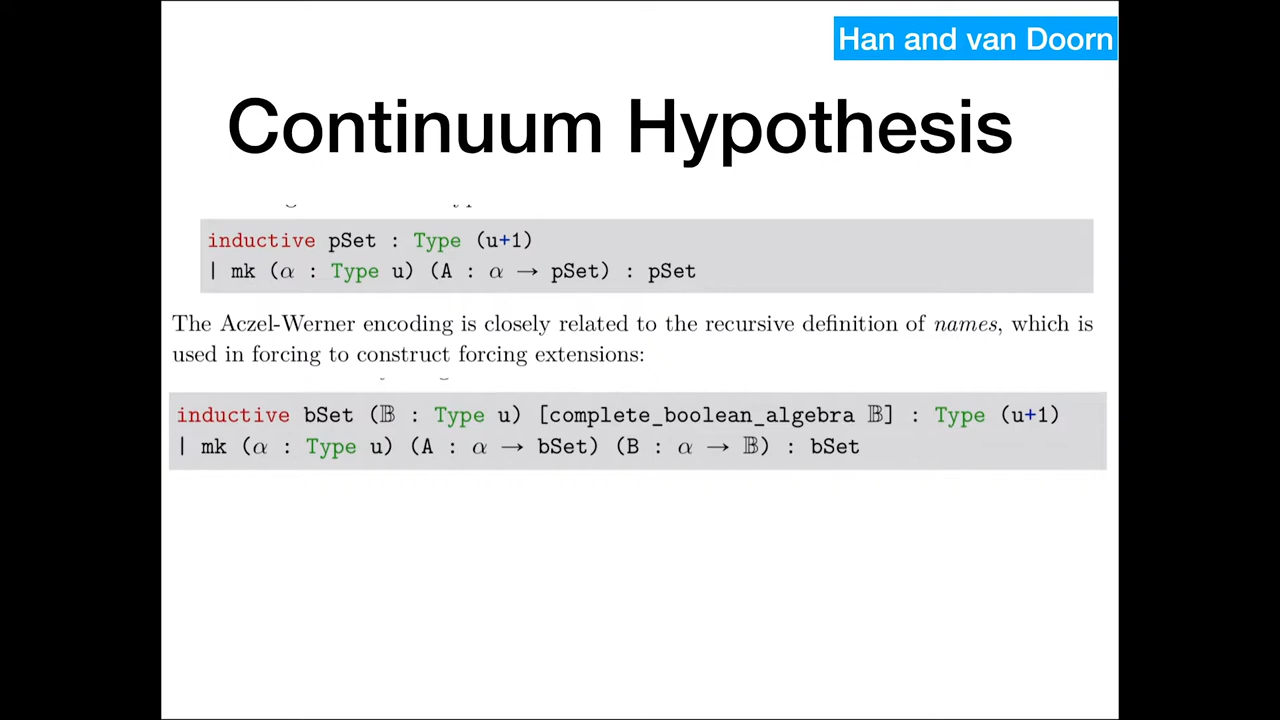 Han and van Doorn
Continuum Hypothesis
inductive pSet : Type (u+1)
| mk (α : Type u) (A : α → pSet) : pSet
The Aczel-Werner encoding is closely related to the recursive definition of names, which is
used in forcing to construct forcing extensions:
inductive bSet (𝔹 : Type u) [complete_boolean_algebra 𝔹] : Type (u+1)
| mk (α : Type u) (A : α → bSet) (B : α → 𝔹) : bSet